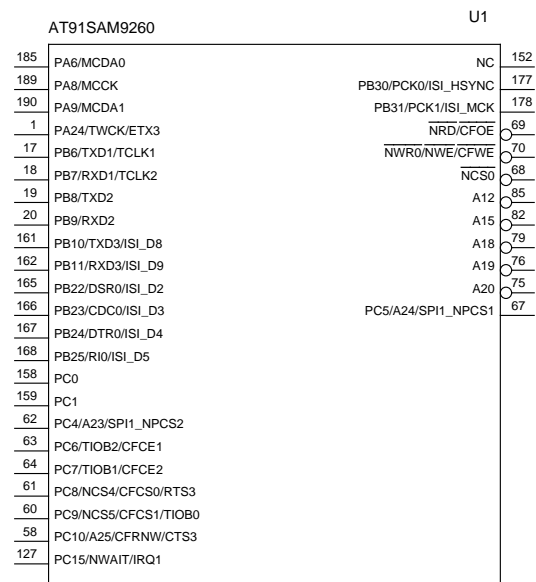 AT91SAM9260 U1
185 PA6/MCDA0 NC 152
189 PA8/MCCK PB30/PCK0/ISI_HSYNC 177
190 PA9/MCDA1 PB31/PCK1/ISI_MCK 178
1 PA24/TWCK/ETX3 NRD/CFOE 69
17 PB6/TXD1/TCLK1 NWR0/NWE/CFWE 70
18 PB7/RXD1/TCLK2 NCS0 68
19 PB8/TXD2 A12 85
20 PB9/RXD2 A15 82
161 PB10/TXD3/ISI_D8 A18 79
162 PB11/RXD3/ISI_D9 A19 76
165 PB22/DSR0/ISI_D2 A20 75
166 PB23/CDC0/ISI_D3 PC5/A24/SPI1_NPCS1 67
167 PB24/DTR0/ISI_D4
168 PB25/RI0/ISI_D5
158 PC0
159 PC1
62 PC4/A23/SPI1_NPCS2
63 PC6/TIOB2/CFCE1
64 PC7/TIOB1/CFCE2
61 PC8/NCS4/CFCS0/RTS3
60 PC9/NCS5/CFCS1/TIOB0
58 PC10/A25/CFRNW/CTS3
127 PC15/NWAIT/IRQ1